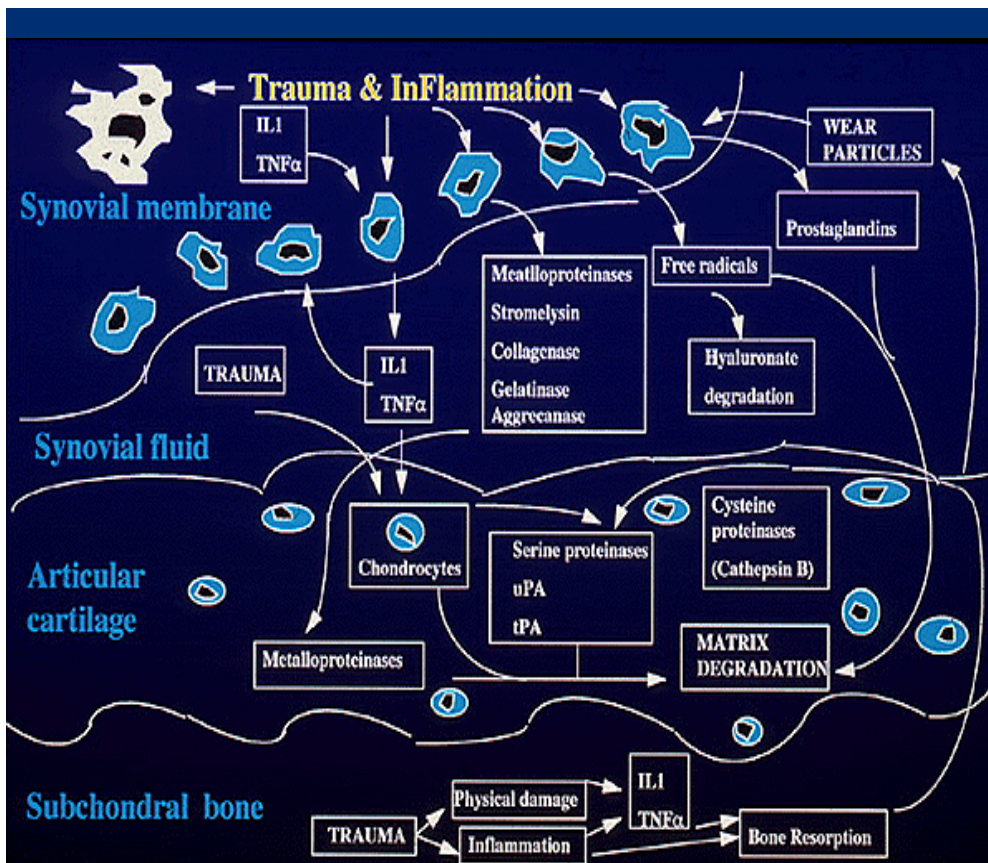 Trauma & InFlammation
IL1
TNFα
WEAR
PARTICLES
Synovial membrane
Prostaglandins
Meatlloproteinases
Stromelysin
Collagenase
Gelatinase
Aggrecanase
Free radicals
Hyaluronate
degradation
TRAUMA
IL1
TNFα
Synovial fluid
Chondrocytes
Serine proteinases
uPA
tPA
Cysteine
proteinases
(Cathepsin B)
Articular
cartilage
Metalloproteinases
MATRIX
DEGRADATION
Subchondral bone
TRAUMA
Physical damage
Inflammation
IL1
TNFα
Bone Resorption